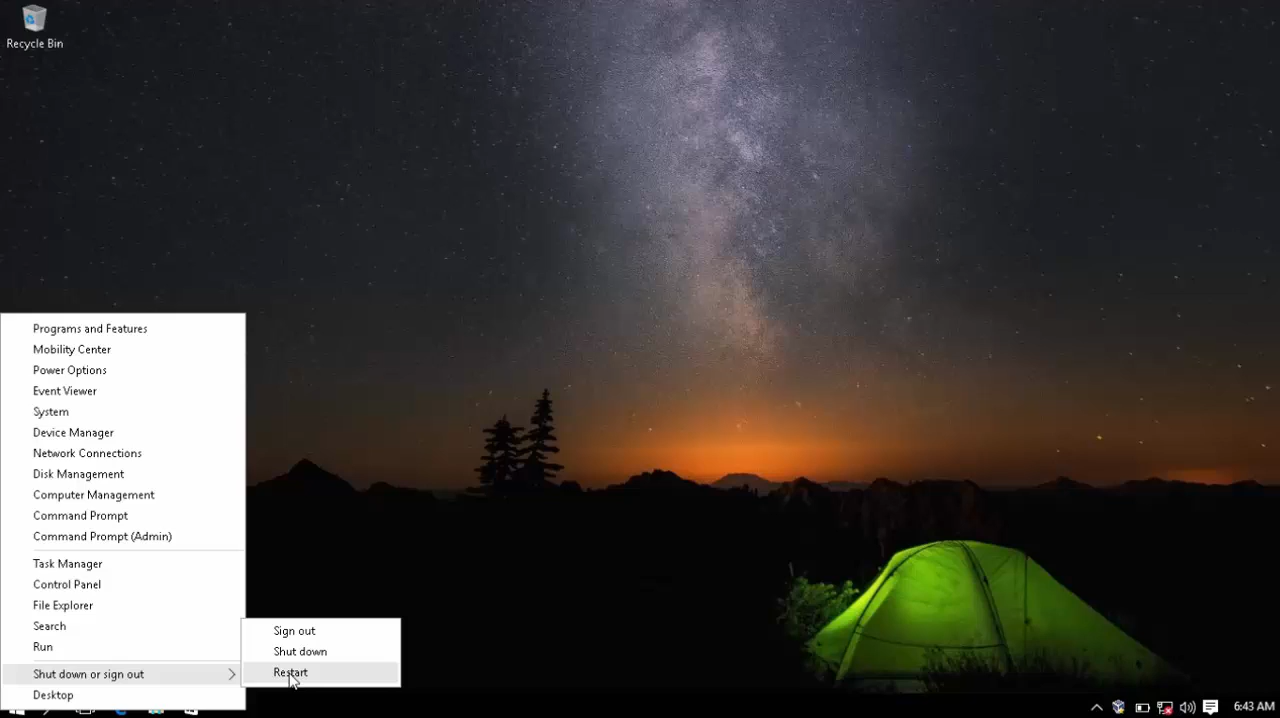 Recycle Bin
Programs and Features
Mobility Center
Power Options
Event Viewer
System
Device Manager
Network Connections
Disk Management
Computer Management
Command Prompt
Command Prompt (Admin)
Task Manager
Control Panel
File Explorer
Search
Run
Shut down or sign out
Desktop
Sign out
Shut down
Restart
6:43 AM